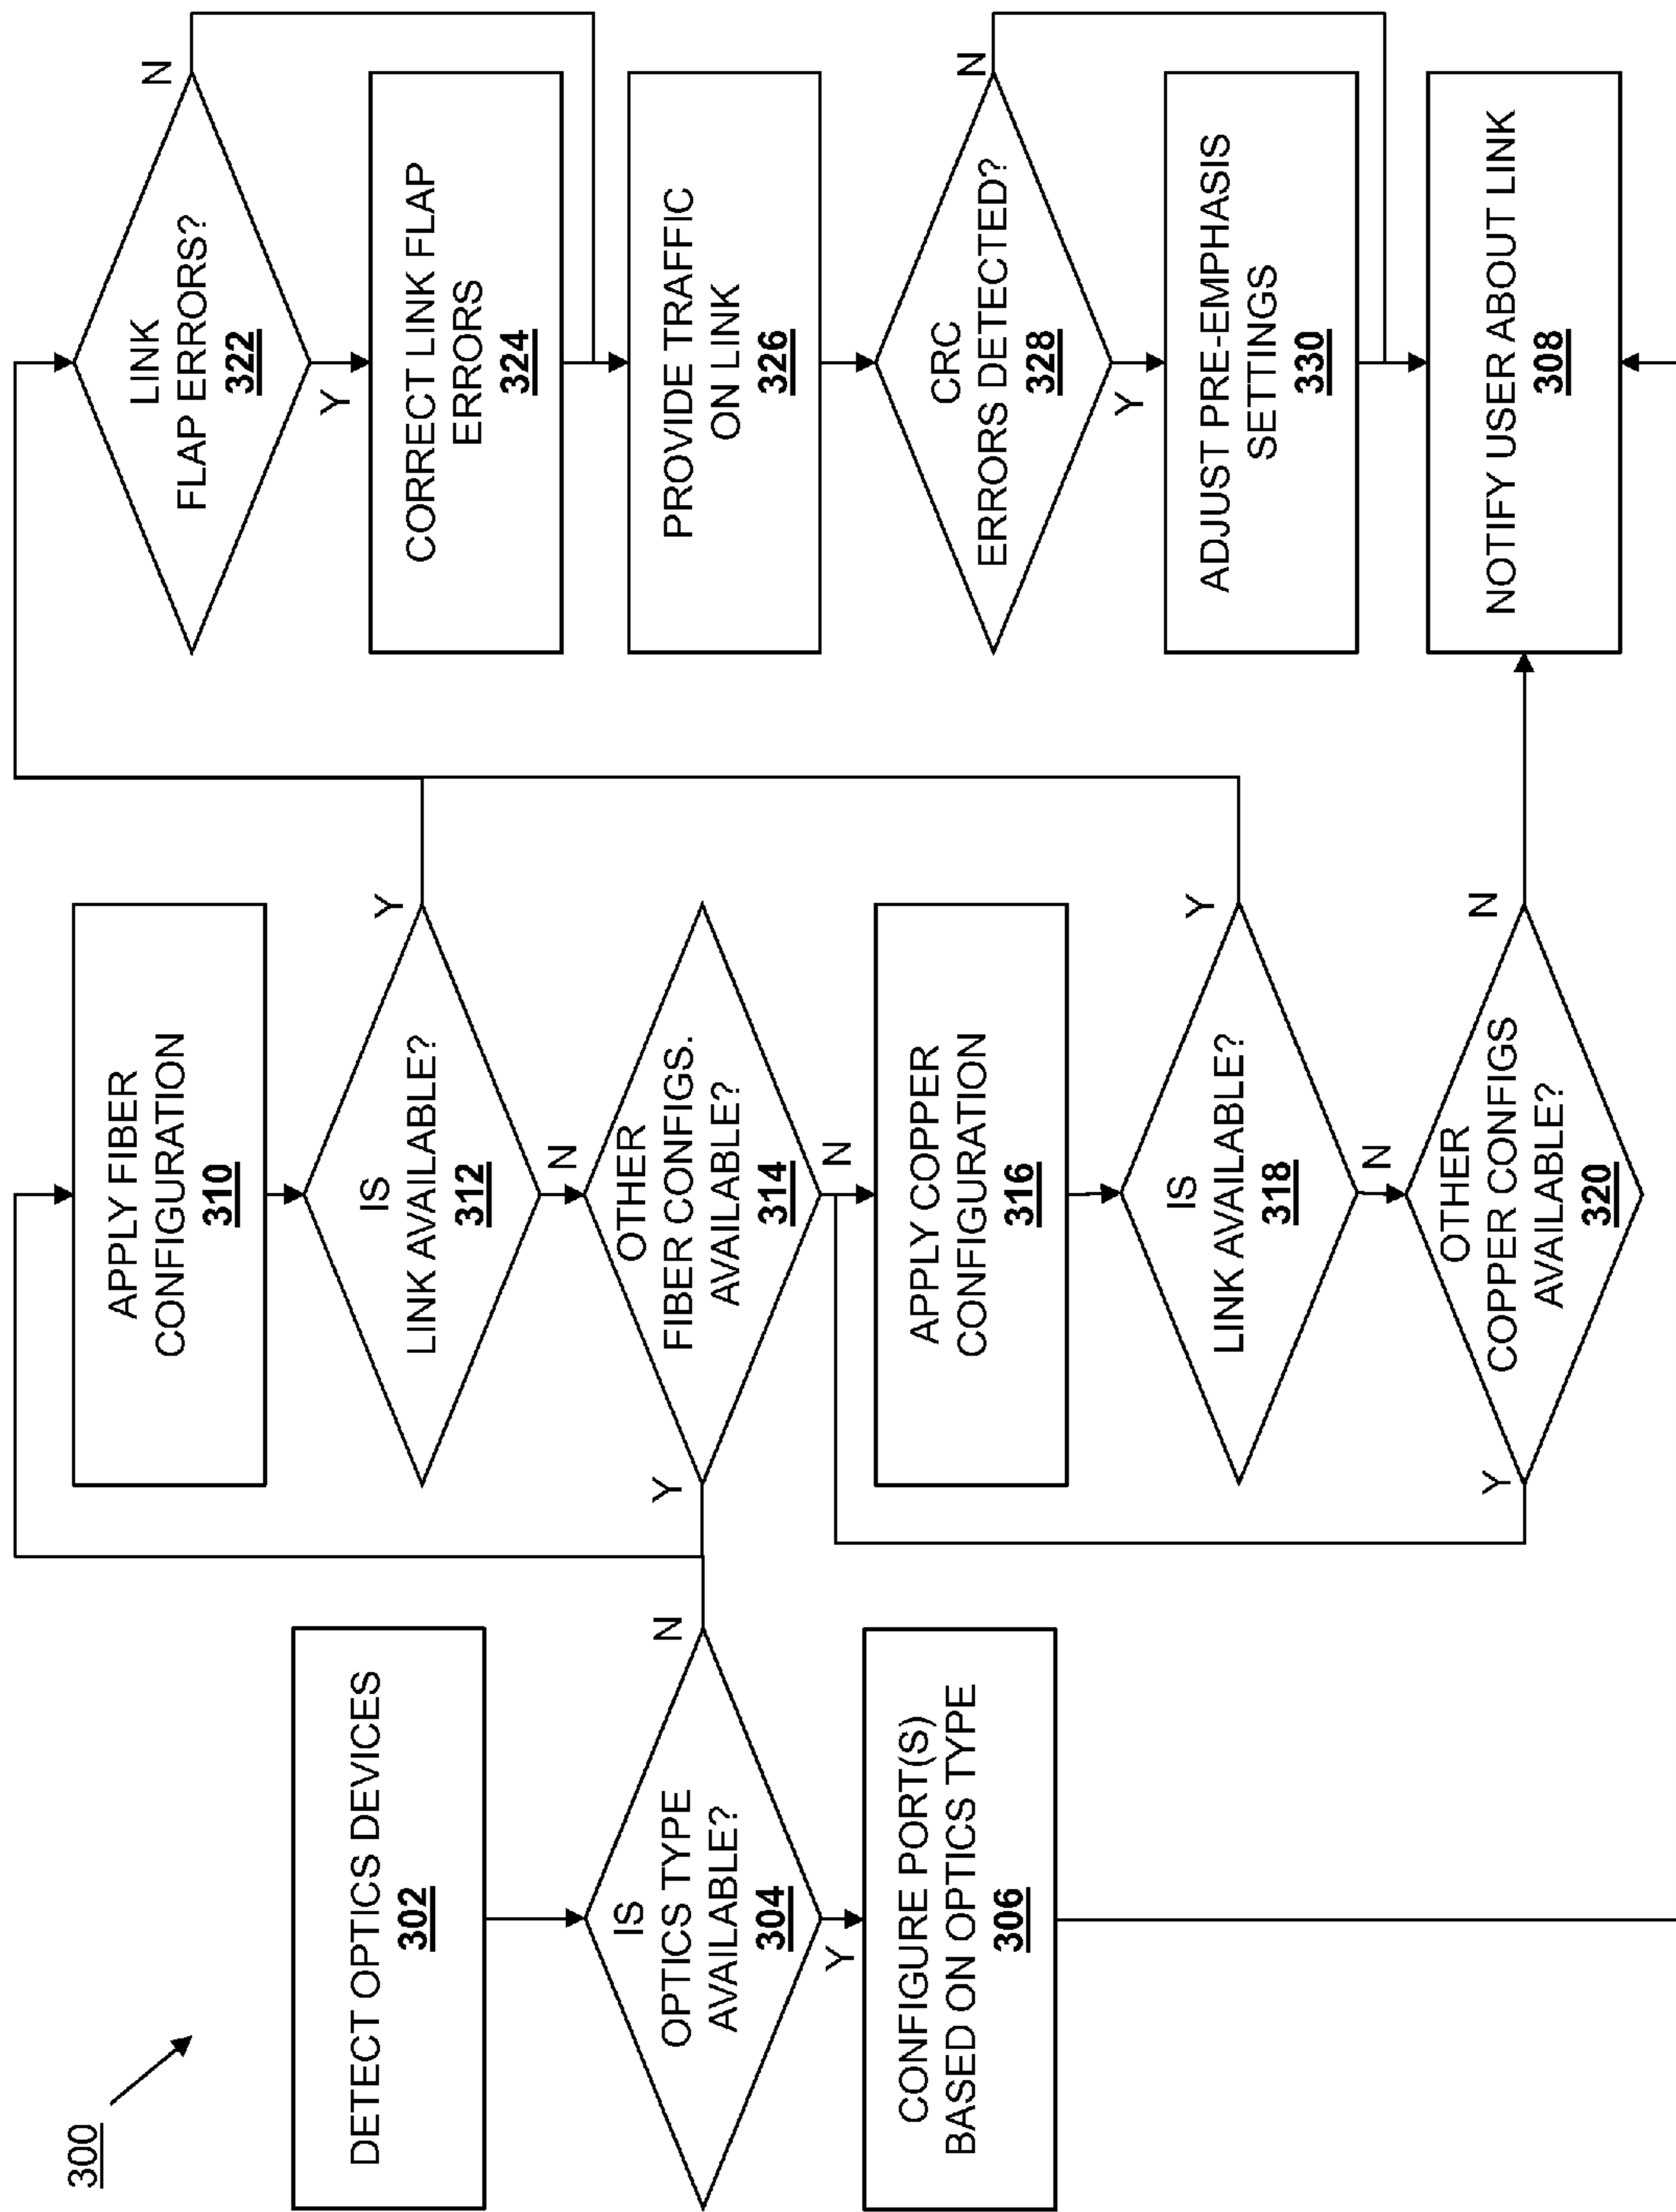 300
DETECT OPTICS DEVICES
302
IS
OPTICS TYPE
AVAILABLE?
304
N
Y
CONFIGURE PORT(S)
BASED ON OPTICS TYPE
306
APPLY FIBER
CONFIGURATION
310
IS
LINK AVAILABLE?
312
Y
N
OTHER
FIBER CONFIGS.
AVAILABLE?
314
Y
N
APPLY COPPER
CONFIGURATION
316
IS
LINK AVAILABLE?
318
Y
N
OTHER
COPPER CONFIGS
AVAILABLE?
320
Y
N
LINK
FLAP ERRORS?
322
N
Y
CORRECT LINK FLAP
ERRORS
324
PROVIDE TRAFFIC
ON LINK
326
CRC
ERRORS DETECTED?
328
N
Y
ADJUST PRE-EMPHASIS
SETTINGS
330
NOTIFY USER ABOUT LINK
308